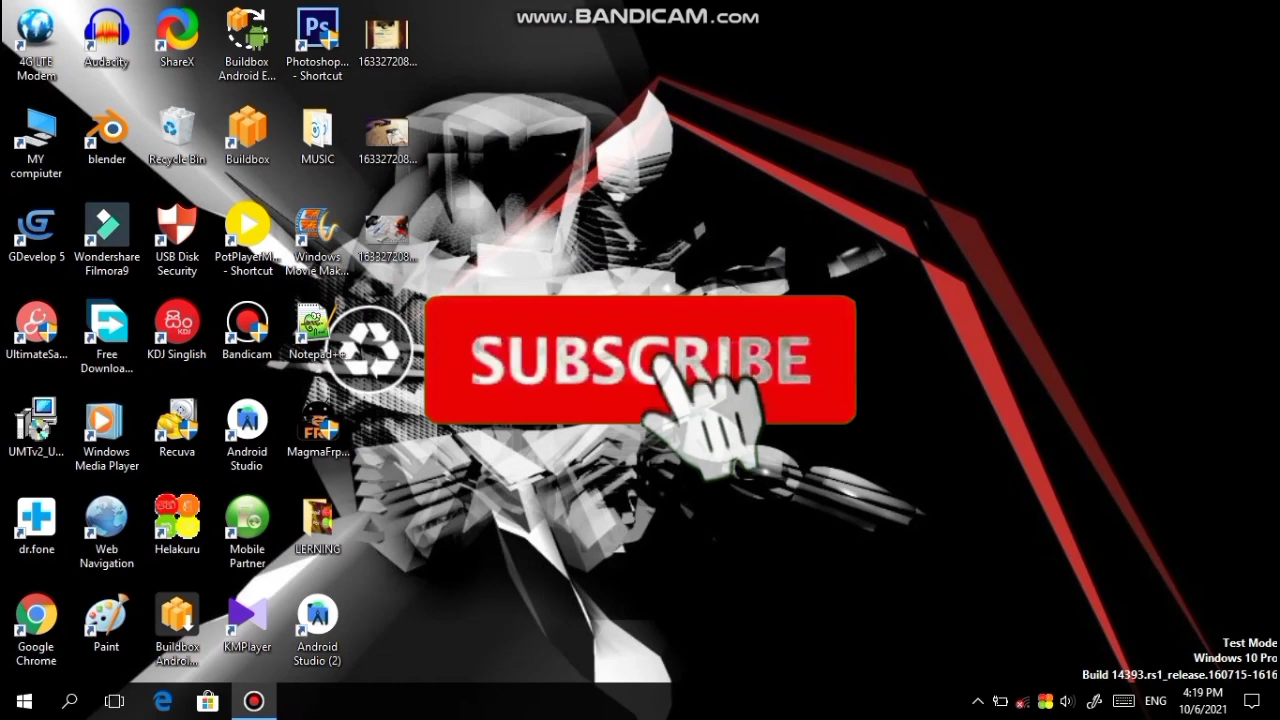 www.BANDICAM.com
4G LTE
Modem
Audacity
ShareX
Buildbox
Android E...
Photoshop...
- Shortcut
163327208...
MY
compiuter
blender
Recycle Bin
Buildbox
MUSIC
163327208...
GDevelop 5
Wondershare
Filmora9
USB Disk
Security
PotPlayerM...
- Shortcut
Windows
Movie Mak...
163327208...
UltimateSa...
Free
Downloa...
KDJ Singlish
Bandicam
Notepad++
SUBSCRIBE
UMTv2_U...
Windows
Media Player
Recuva
Android
Studio
MagmaFrp...
dr.fone
Web
Navigation
Helakuru
Mobile
Partner
LERNING
Google
Chrome
Paint
Buildbox
Androi...
KMPlayer
Android
Studio (2)
Test Mode
Windows 10 Pro
Build 14393.rs1_release.160715-1616
ENG
4:19 PM
10/6/2021